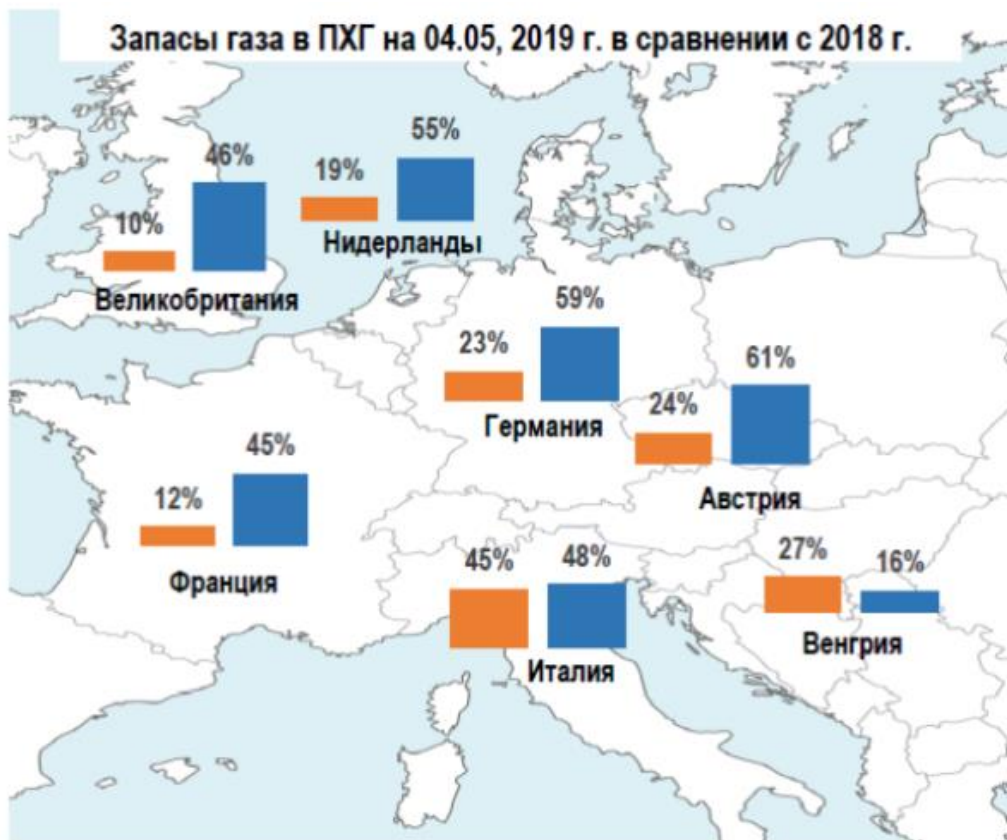 Запасы газа в ПХГ на 04.05, 2019 г. в сравнении с 2018 г.
10%
46%
Великобритания
19%
55%
Нидерланды
23%
59%
Германия
24%
61%
Австрия
12%
45%
Франция
45%
48%
Италия
27%
16%
Венгрия